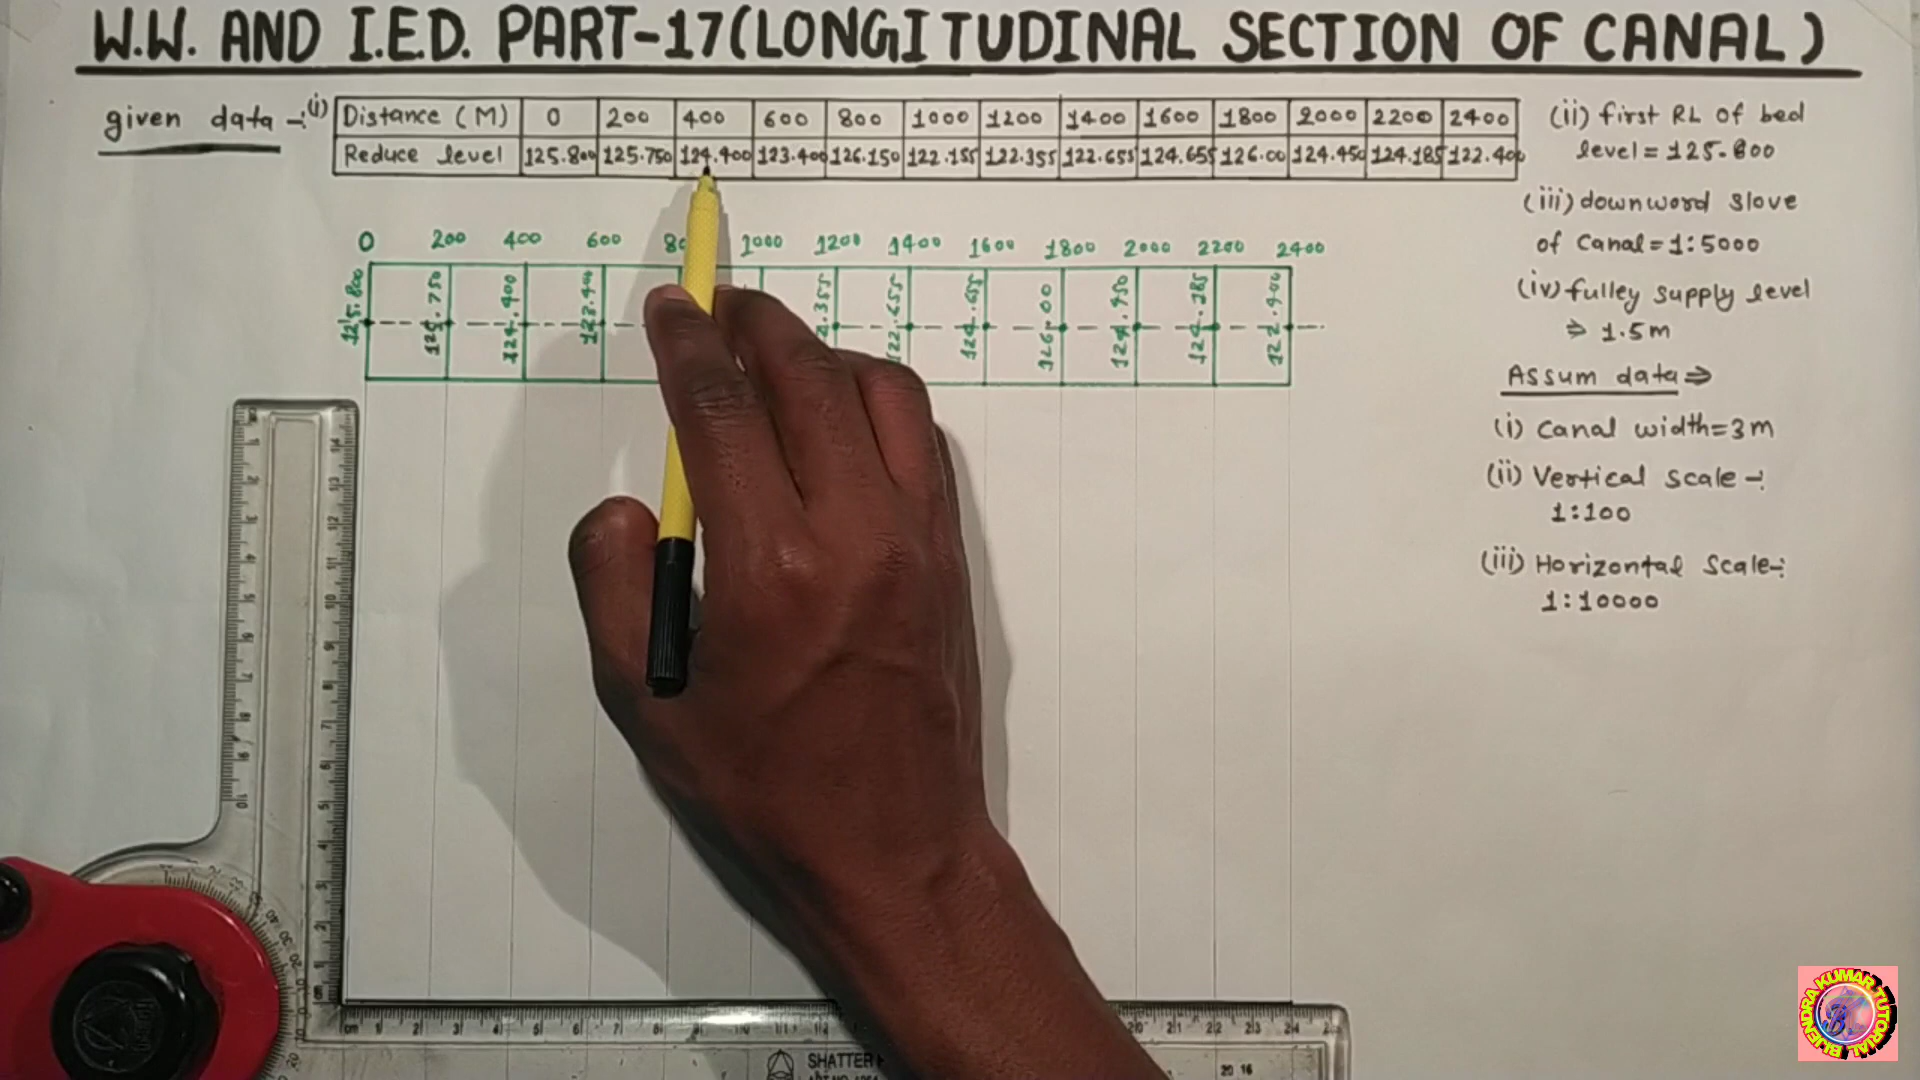 W.W. AND I.E.D. PART-17(LONGITUDINAL SECTION OF CANAL)
given data -:(i)
Distance (M) 0 200 400 600 800 1000 1200 1400 1600 1800 2000 2200 2400
Reduce level 125.800 125.750 124.400 123.400 126.150 122.155 122.355 122.655 124.655 126.00 124.450 124.185 122.400
(ii) first RL of bed
level = 125.800
(iii) downword slove
of canal = 1:5000
(iv) fulley supply level
⇒ 1.5m
Assum data ⇒
(i) canal width = 3m
(ii) Vertical scale -:
1:100
(iii) Horizontal Scale-:
1:10000
0 200 400 600 1000 1200 1400 1600 1800 2000 2200 2400
125.800 125.750 124.400 123.400 122.655 124.655 126.00 124.450 124.185 122.400
SHATTER
BIJENDRA KUMAR TUTORIAL